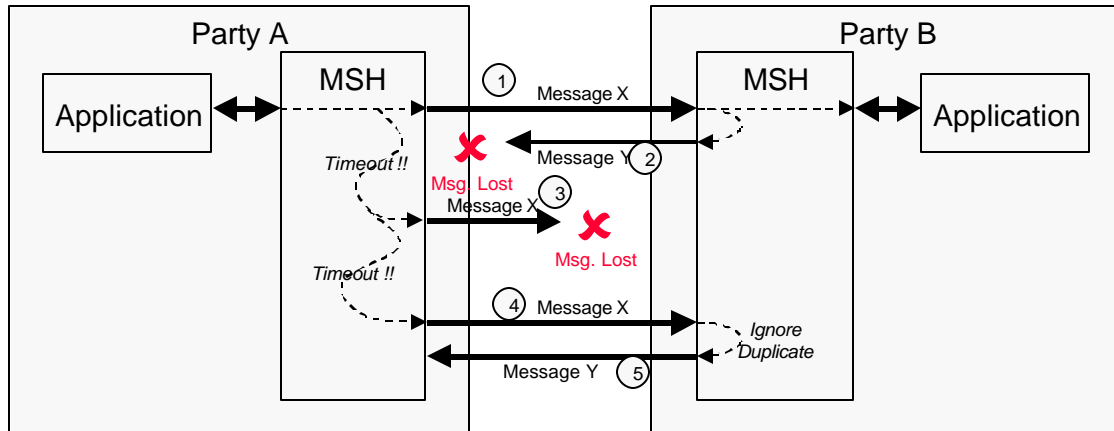 Party A
Party B
MSH
MSH
Application
Application
1
Message X
Message Y
2
Timeout !!
Msg. Lost
3
Message X
Msg. Lost
Timeout !!
4
Message X
Ignore
Duplicate
Message Y
5